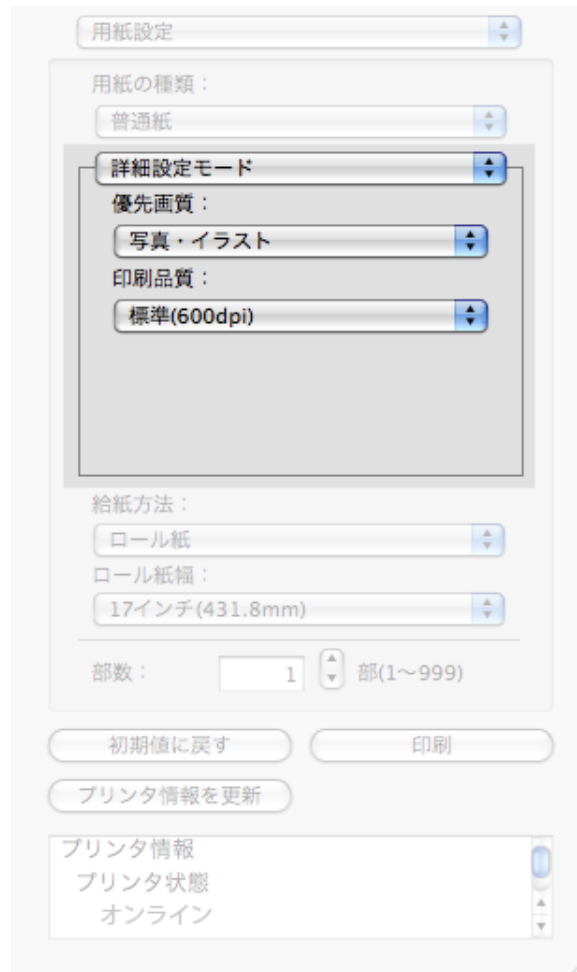 用紙設定
用紙の種類：
普通紙
詳細設定モード
優先画質：
写真・イラスト
印刷品質：
標準(600dpi)
給紙方法：
ロール紙
ロール紙幅：
17インチ(431.8mm)
部数： 1 部(1〜999)
初期値に戻す 印刷
プリンタ情報を更新
プリンタ情報
プリンタ状態
オンライン